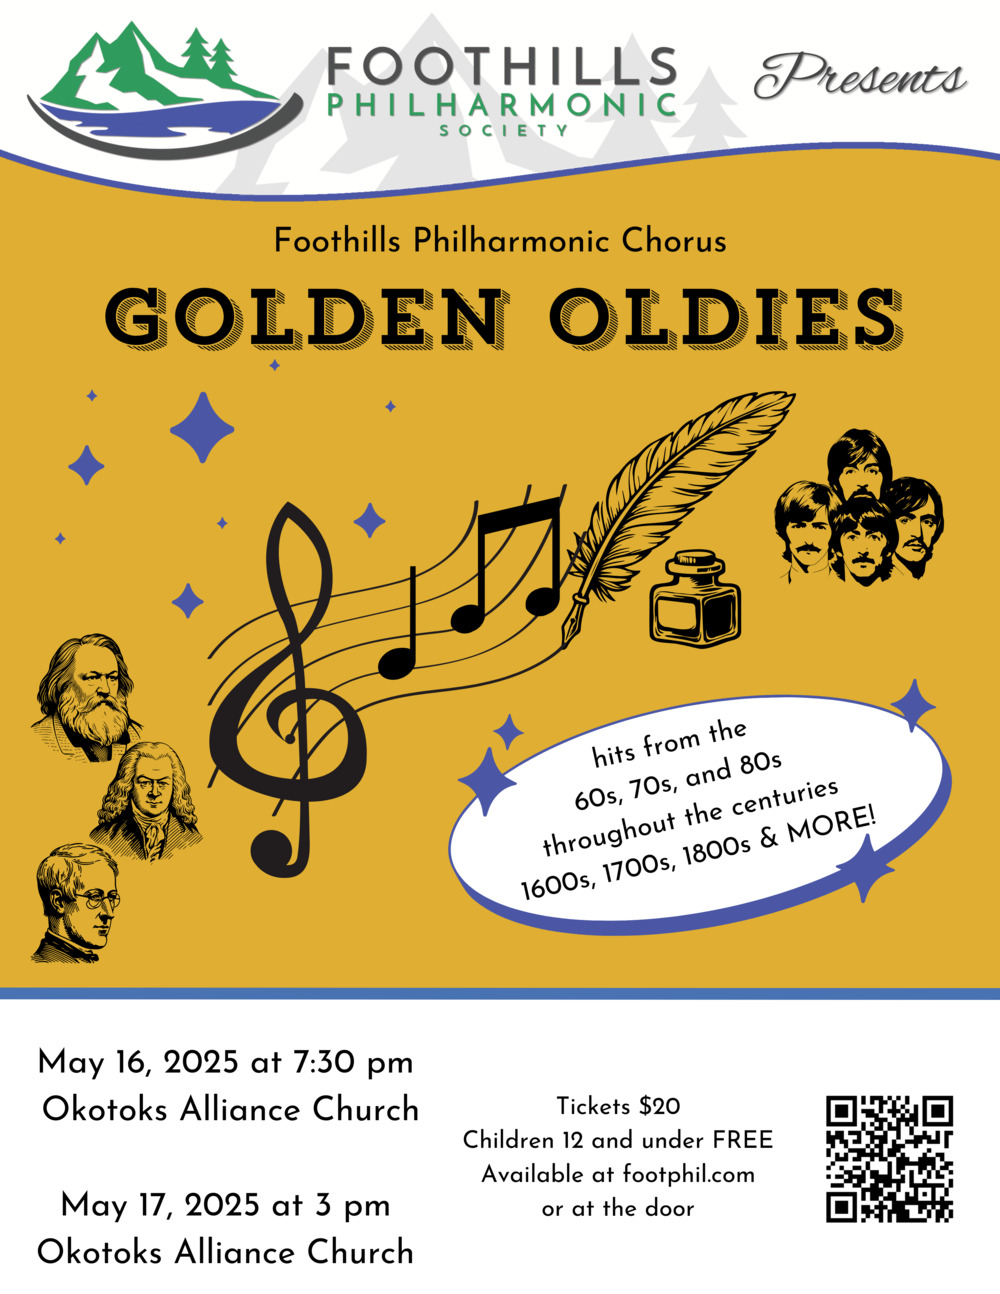 FOOTHILLS
PHILHARMONIC
SOCIETY
Presents
Foothills Philharmonic Chorus
GOLDEN OLDIES
hits from the
60s, 70s, and 80s
throughout the centuries
1600s, 1700s, 1800s & MORE!
May 16, 2025 at 7:30 pm
Okotoks Alliance Church
May 17, 2025 at 3 pm
Okotoks Alliance Church
Tickets $20
Children 12 and under FREE
Available at footphil.com
or at the door